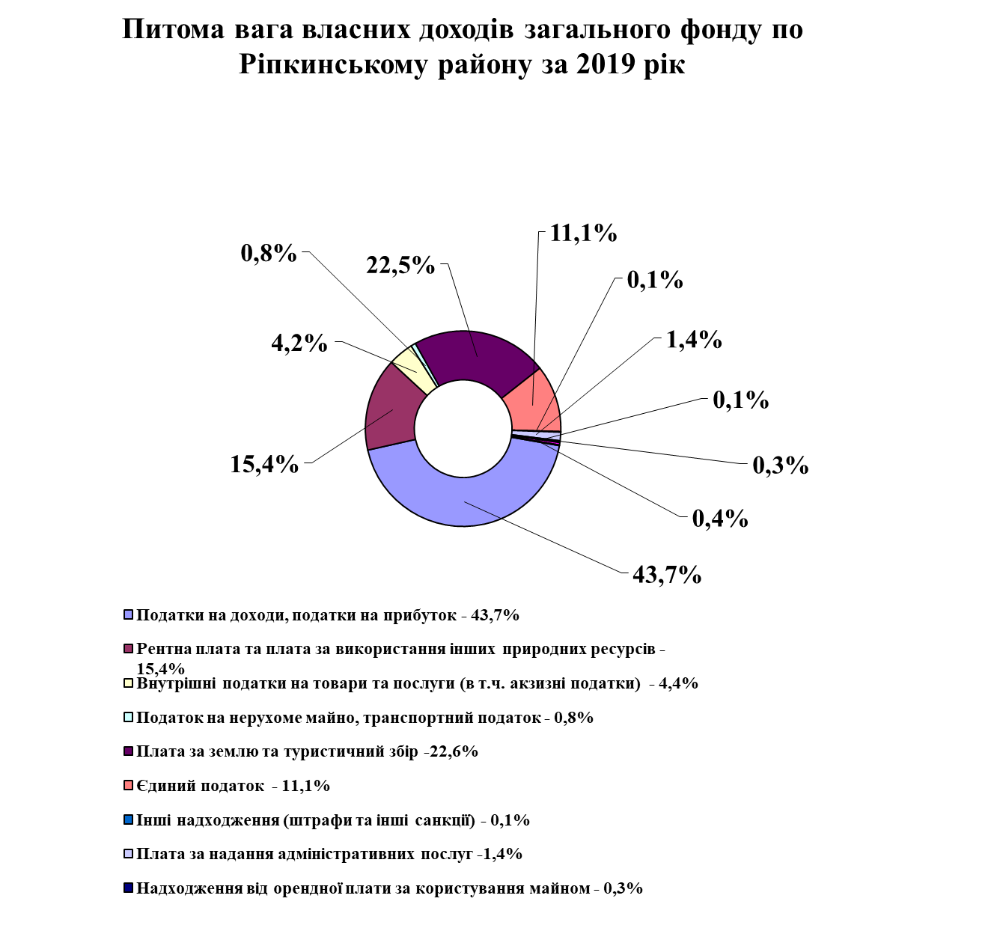 Питома вага власних доходів загального фонду по
Ріпкинському району за 2019 рік
11,1%
0,8%
22,5%
0,1%
4,2%
1,4%
0,1%
15,4%
0,3%
0,4%
43,7%
Податки на доходи, податки на прибуток - 43,7%
Рентна плата та плата за використання інших природних ресурсів -
15,4%
Внутрішні податки на товари та послуги (в т.ч. акзизні податки) - 4,4%
Податок на нерухоме майно, транспортний податок - 0,8%
Плата за землю та туристичний збір -22,6%
Єдиний податок - 11,1%
Інші надходження (штрафи та інші санкції) - 0,1%
Плата за надання адміністративних послуг -1,4%
Надходження від орендної плати за користування майном - 0,3%